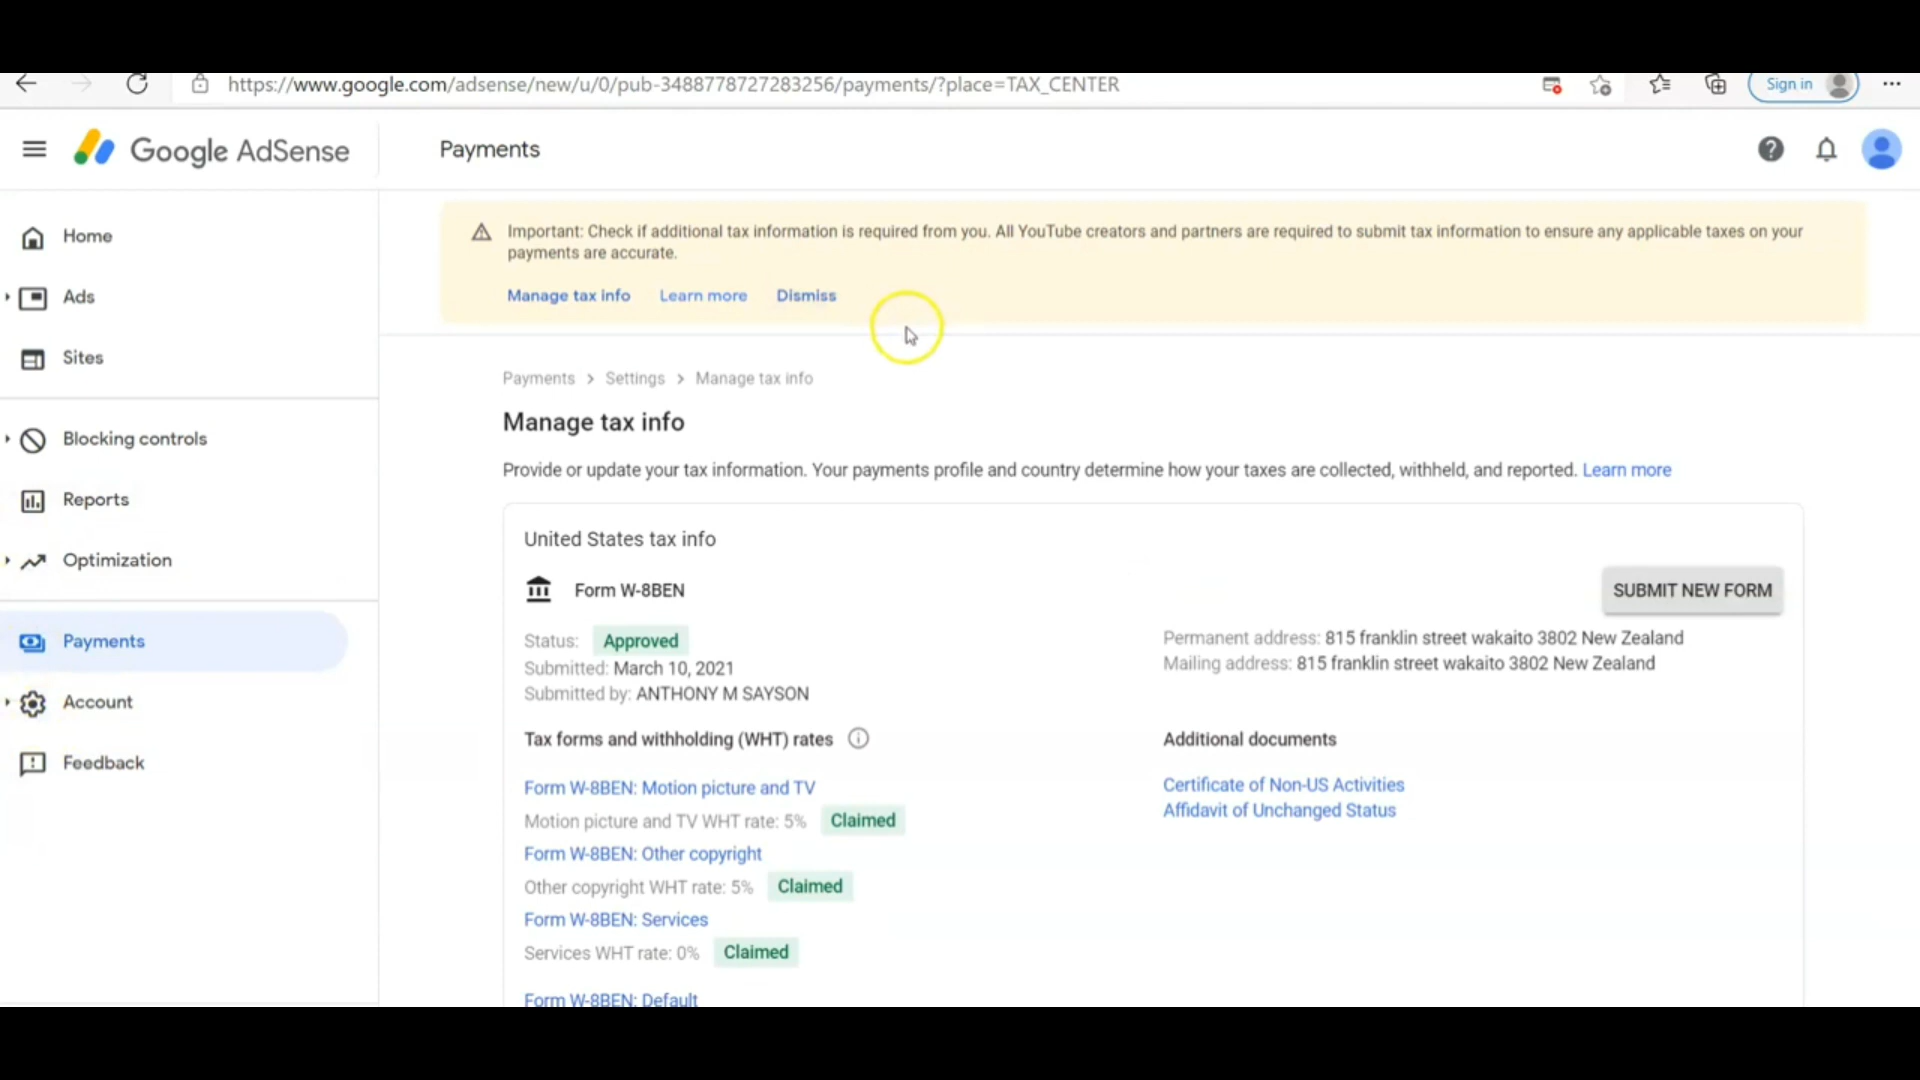 https://www.google.com/adsense/new/u/0/pub-3488778727283256/payments/?place=TAX_CENTER
Sign in
Google AdSense
Payments
Home
Ads
Sites
Blocking controls
Reports
Optimization
Payments
Account
Feedback
Important: Check if additional tax information is required from you. All YouTube creators and partners are required to submit tax information to ensure any applicable taxes on your
payments are accurate.
Manage tax info Learn more Dismiss
Payments > Settings > Manage tax info
Manage tax info
Provide or update your tax information. Your payments profile and country determine how your taxes are collected, withheld, and reported. Learn more
United States tax info
Form W-8BEN
SUBMIT NEW FORM
Status: Approved
Submitted: March 10, 2021
Submitted by: ANTHONY M SAYSON
Permanent address: 815 franklin street wakaito 3802 New Zealand
Mailing address: 815 franklin street wakaito 3802 New Zealand
Tax forms and withholding (WHT) rates
Form W-8BEN: Motion picture and TV
Motion picture and TV WHT rate: 5% Claimed
Form W-8BEN: Other copyright
Other copyright WHT rate: 5% Claimed
Form W-8BEN: Services
Services WHT rate: 0% Claimed
Form W-8BEN: Default
Additional documents
Certificate of Non-US Activities
Affidavit of Unchanged Status